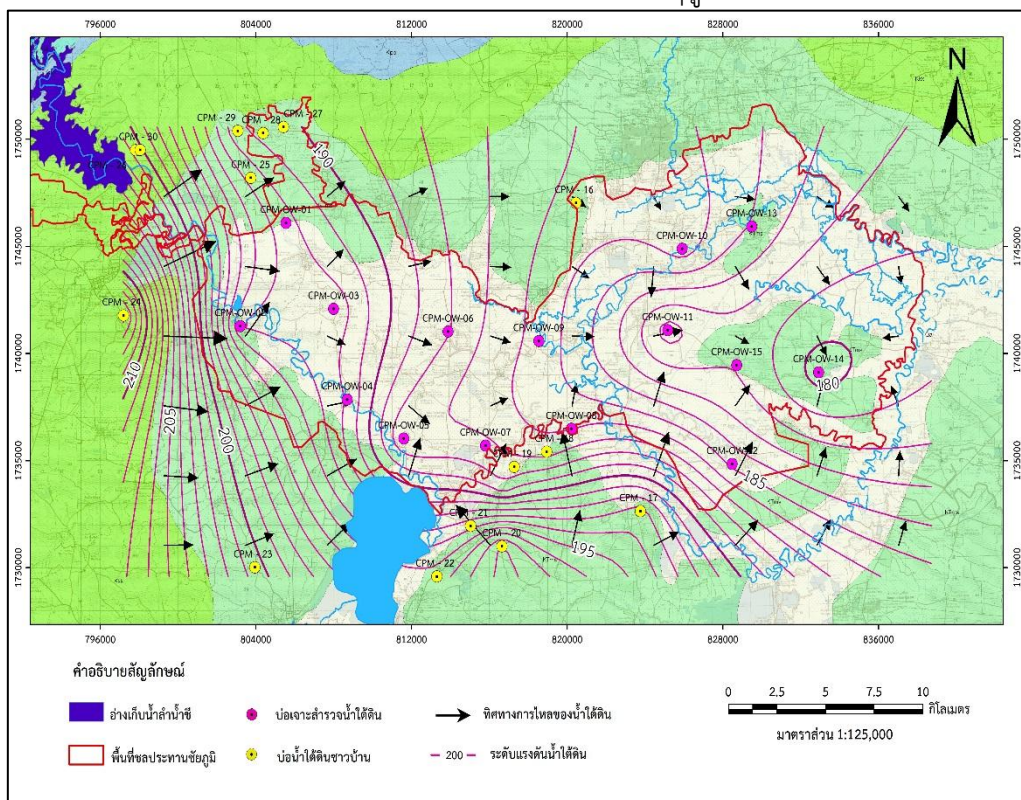 796000 804000 812000 820000 828000 836000
N
CPM - 29
CPM - 28
CPM - 27
CPM - 30
1750000 1750000
190
CPM - 25
CPM - 16
CPM-OW-01
CPM-OW-13
CPM-OW-10
1745000 1745000
CPM-OW-03
CPM - 24
CPM-OW-06
CPM-OW-11
CPM-OW-09
1740000 1740000
CPM-OW-15
CPM-OW-14
210
180
CPM-OW-04
205
200
CPM-OW-05
CPM-OW-07
CPM-OW-08
1735000 1735000
185
CPM - 17
CPM - 21
CPM - 20
195
CPM - 23
CPM - 22
1730000 1730000
796000 804000 812000 820000 828000 836000
คำอธิบายสัญลักษณ์
อ่างเก็บน้ำลำน้ำชี บ่อเจาะสำรวจน้ำใต้ดิน ทิศทางการไหลของน้ำใต้ดิน
0 2.5 5 7.5 10
กิโลเมตร
มาตราส่วน 1:125,000
พื้นที่ชลประทานชัยภูมิ บ่อน้ำใต้ดินชาวบ้าน 200 ระดับแรงดันน้ำใต้ดิน